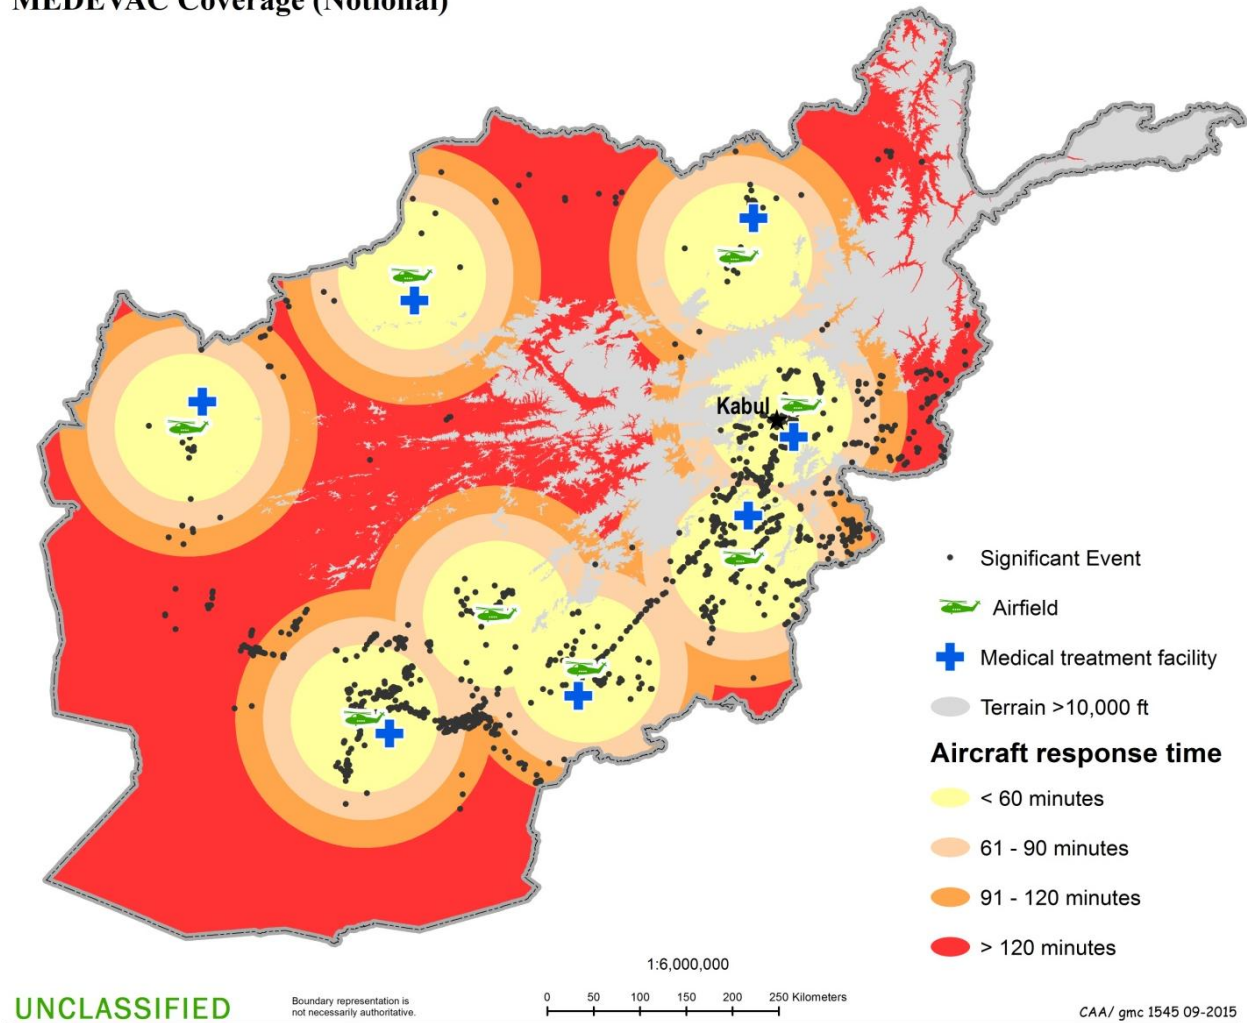 MEDEVAC Coverage (Notional)
Kabul
Significant Event
Airfield
Medical treatment facility
Terrain >10,000 ft
Aircraft response time
< 60 minutes
61 - 90 minutes
91 - 120 minutes
> 120 minutes
1:6,000,000
0 50 100 150 200 250 Kilometers
UNCLASSIFIED
Boundary representation is
not necessarily authoritative.
CAA/ gmc 1545 09-2015